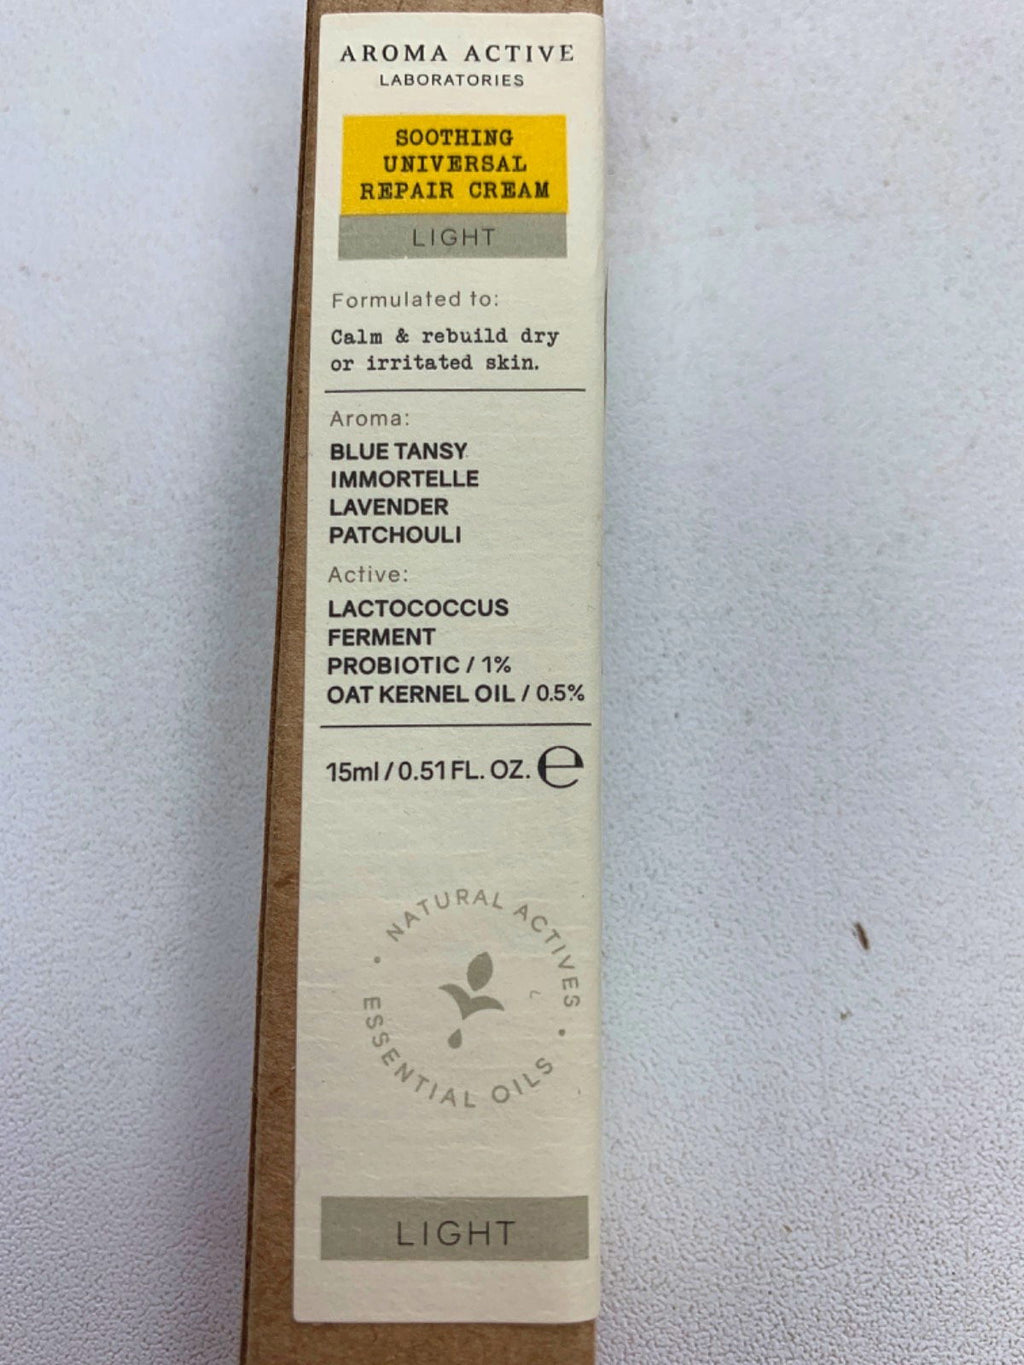 AROMA ACTIVE
LABORATORIES
SOOTHING
UNIVERSAL
REPAIR CREAM
LIGHT
Formulated to:
Calm & rebuild dry
or irritated skin.
Aroma:
BLUE TANSY
IMMORTELLE
LAVENDER
PATCHOULI
Active:
LACTOCOCCUS
FERMENT
PROBIOTIC / 1%
OAT KERNEL OIL / 0.5%
15ml / 0.51 FL. OZ. ℮
• NATURAL ACTIVES •
ESSENTIAL OILS
LIGHT